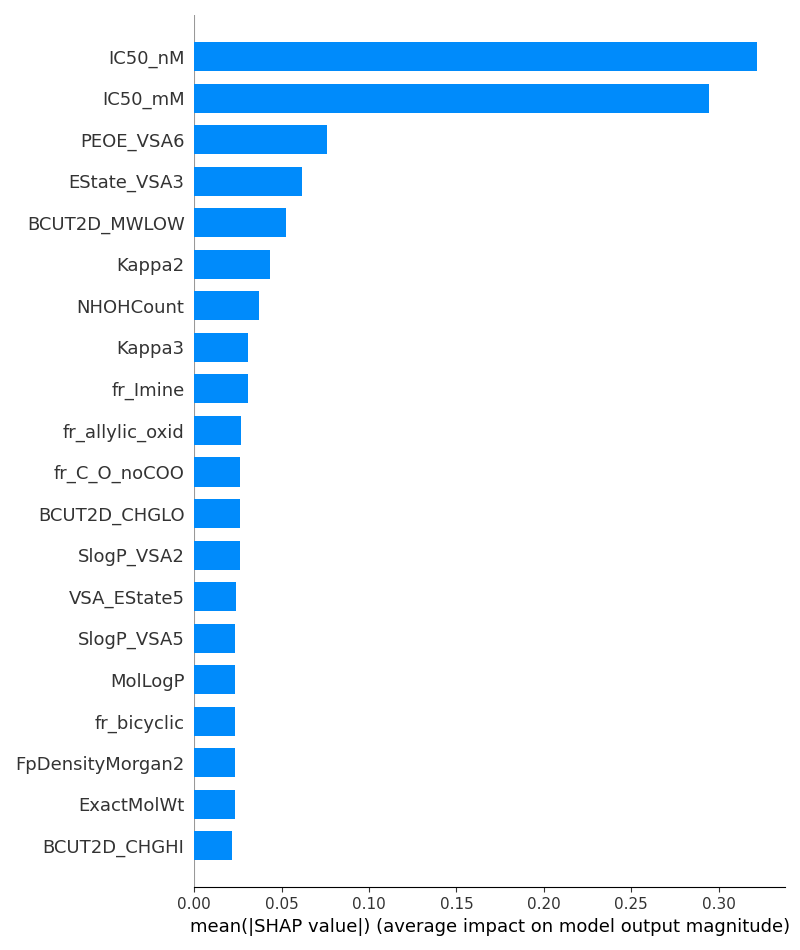 IC50_nM
IC50_mM
PEOE_VSA6
EState_VSA3
BCUT2D_MWLOW
Kappa2
NHOHCount
Kappa3
fr_Imine
fr_allylic_oxid
fr_C_O_noCOO
BCUT2D_CHGLO
SlogP_VSA2
VSA_EState5
SlogP_VSA5
MolLogP
fr_bicyclic
FpDensityMorgan2
ExactMolWt
BCUT2D_CHGHI
0.00 0.05 0.10 0.15 0.20 0.25 0.30
mean(|SHAP value|) (average impact on model output magnitude)